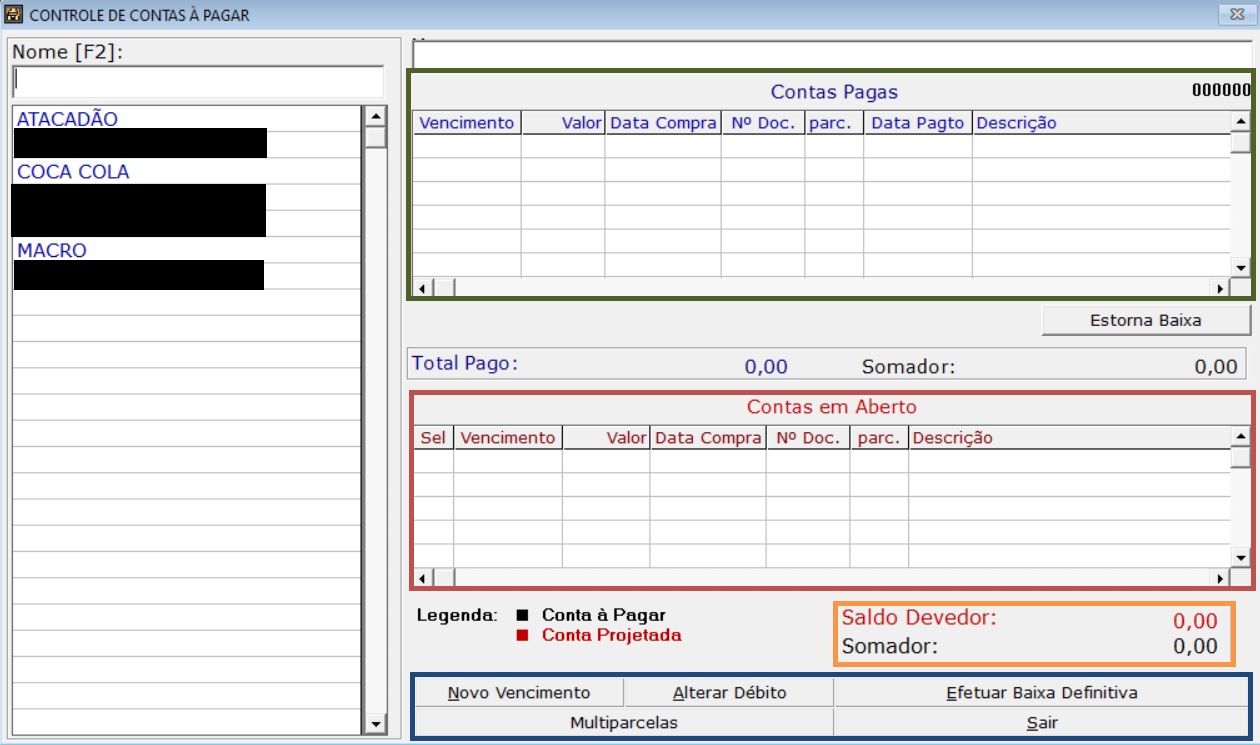 CONTROLE DE CONTAS À PAGAR
Nome [F2]:
ATACADÃO
COCA COLA
MACRO
Contas Pagas 000000
Vencimento Valor Data Compra Nº Doc. parc. Data Pagto Descrição
Estorna Baixa
Total Pago: 0,00 Somador: 0,00
Contas em Aberto
Sel Vencimento Valor Data Compra Nº Doc. parc. Descrição
Legenda: Conta à Pagar
Conta Projetada
Saldo Devedor: 0,00
Somador: 0,00
Novo Vencimento Alterar Débito Efetuar Baixa Definitiva
Multiparcelas Sair